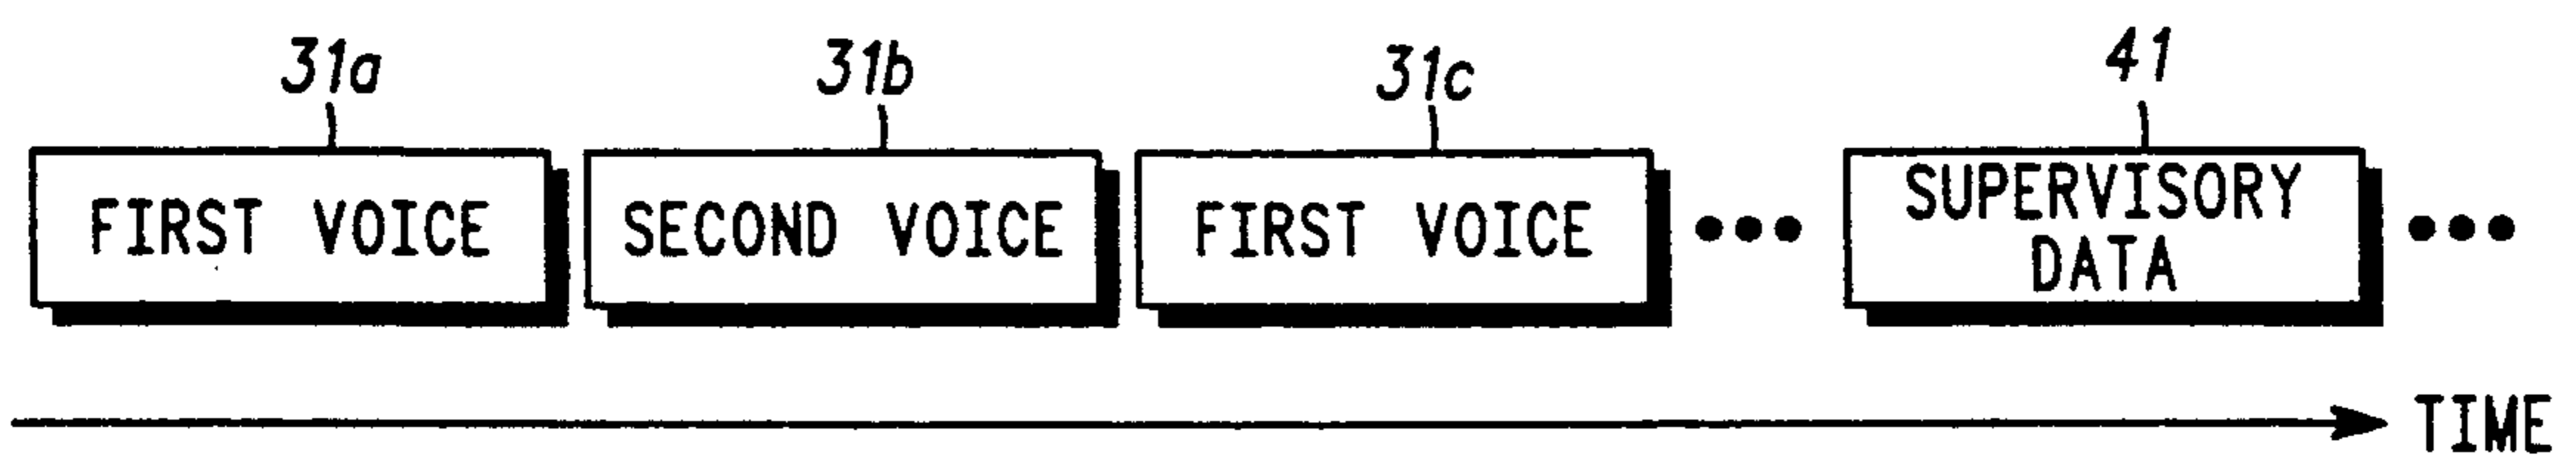 31a
31b
31c
41
FIRST VOICE
SECOND VOICE
FIRST VOICE
•••
SUPERVISORY
DATA
•••
TIME